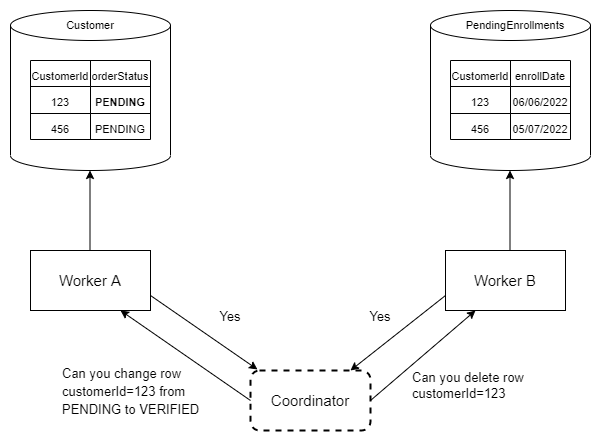 Customer
CustomerId orderStatus
123 PENDING
456 PENDING
PendingEnrollments
CustomerId enrollDate
123 06/06/2022
456 05/07/2022
Worker A
Worker B
Yes
Yes
Can you change row
customerId=123 from
PENDING to VERIFIED
Can you delete row
customerId=123
Coordinator